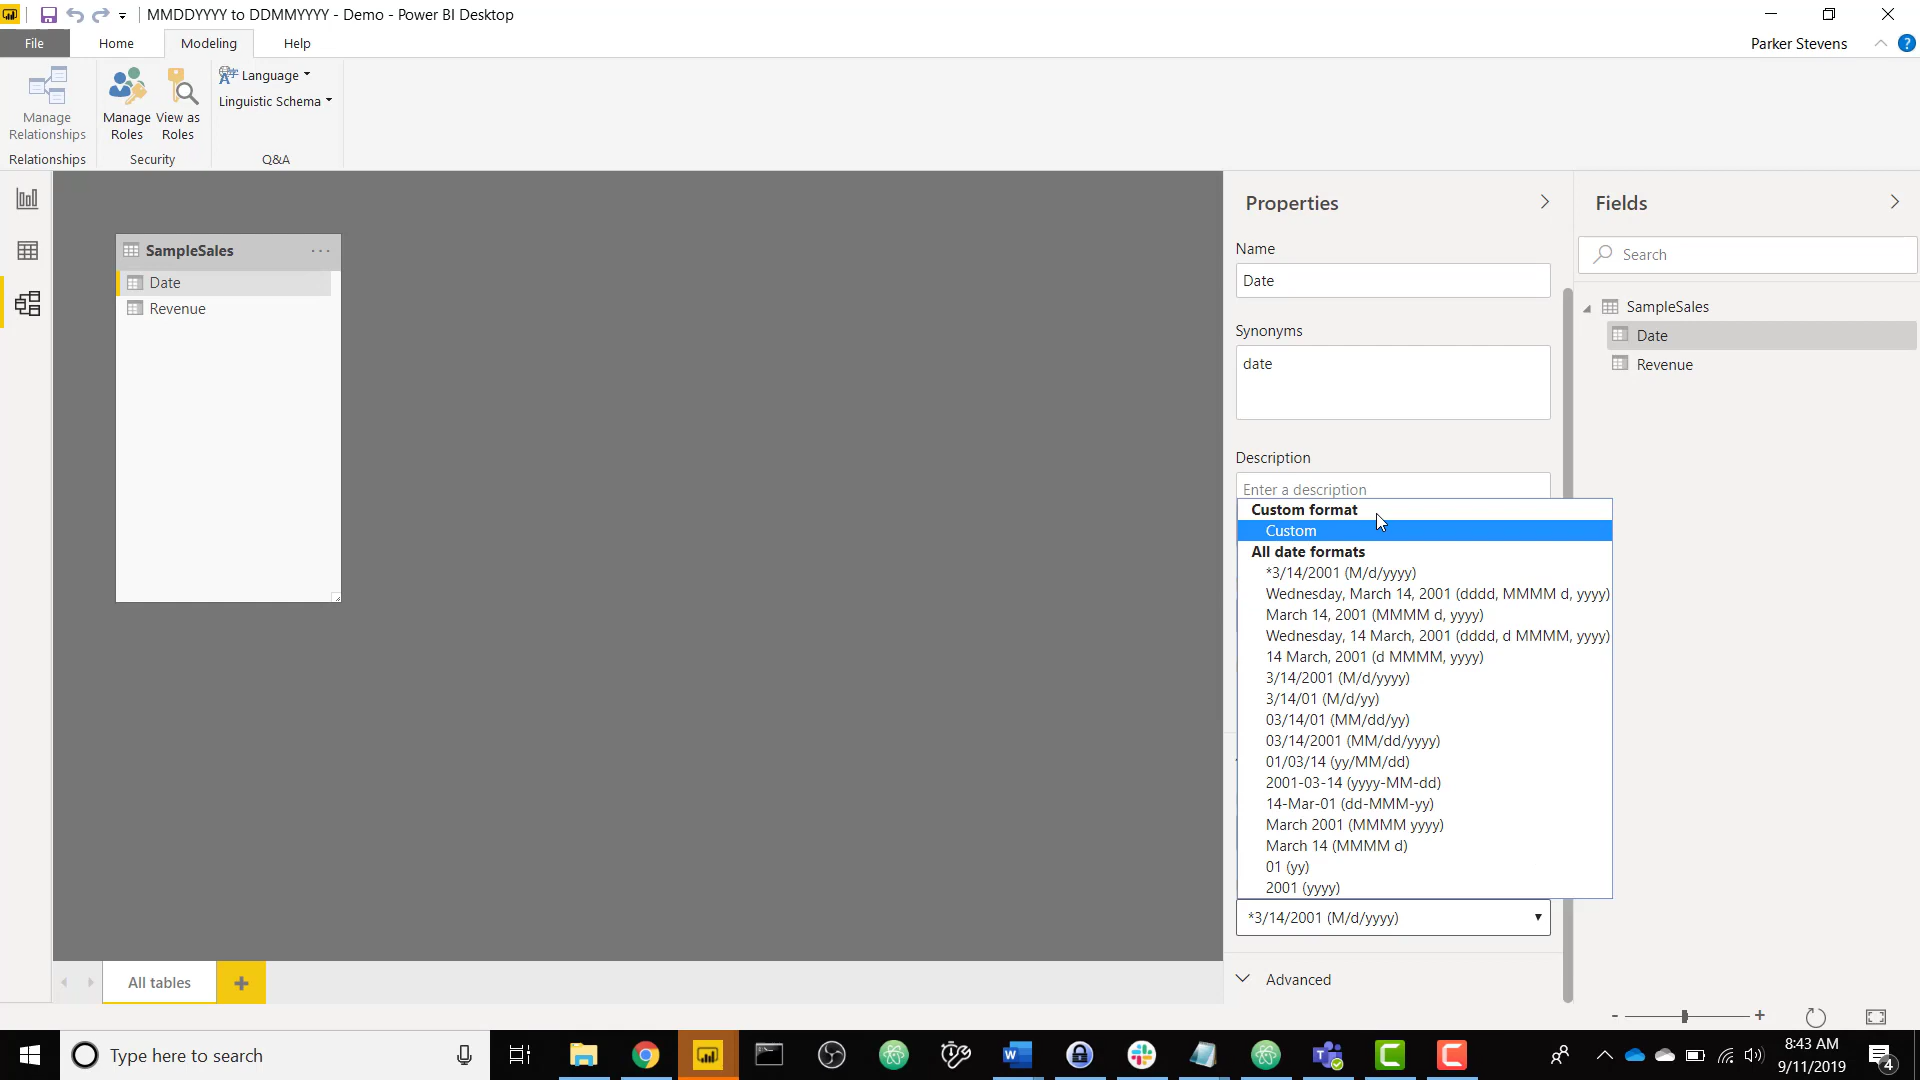 MMDDYYYY to DDMMYYYY - Demo - Power BI Desktop
File
Home
Modeling
Help
Parker Stevens
?
Manage
Relationships
Manage
Roles
View as
Roles
Language
Linguistic Schema
Relationships
Security
Q&A
SampleSales
...
Date
Revenue
Properties
Name
Date
Synonyms
date
Description
Enter a description
Custom format
Custom
All date formats
*3/14/2001 (M/d/yyyy)
Wednesday, March 14, 2001 (dddd, MMMM d, yyyy)
March 14, 2001 (MMMM d, yyyy)
Wednesday, 14 March, 2001 (dddd, d MMMM, yyyy)
14 March, 2001 (d MMMM, yyyy)
3/14/2001 (M/d/yyyy)
3/14/01 (M/d/yy)
03/14/01 (MM/dd/yy)
03/14/2001 (MM/dd/yyyy)
01/03/14 (yy/MM/dd)
2001-03-14 (yyyy-MM-dd)
14-Mar-01 (dd-MMM-yy)
March 2001 (MMMM yyyy)
March 14 (MMMM d)
01 (yy)
2001 (yyyy)
*3/14/2001 (M/d/yyyy)
Advanced
Fields
Search
SampleSales
Date
Revenue
All tables
+
- +
Type here to search
8:43 AM
9/11/2019
4